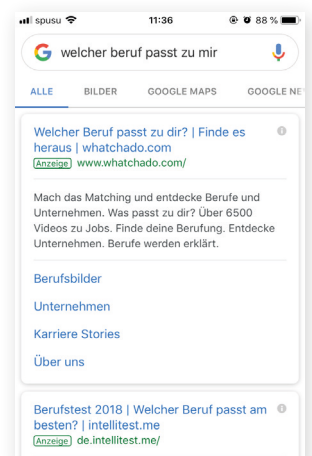 spusu 11:36 88 %
G welcher beruf passt zu mir
ALLE BILDER GOOGLE MAPS GOOGLE NE
Welcher Beruf passt zu dir? | Finde es
heraus | whatchado.com
Anzeige www.whatchado.com/
Mach das Matching und entdecke Berufe und
Unternehmen. Was passt zu dir? Über 6500
Videos zu Jobs. Finde deine Berufung. Entdecke
Unternehmen. Berufe werden erklärt.
Berufsbilder
Unternehmen
Karriere Stories
Über uns
Berufstest 2018 | Welcher Beruf passt am
besten? | intellitest.me
Anzeige de.intellitest.me/